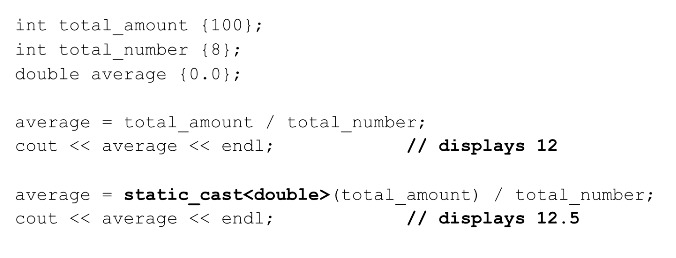 int total_amount {100};
int total_number {8};
double average {0.0};
average = total_amount / total_number;
cout << average << endl; // displays 12
average = static_cast<double>(total_amount) / total_number;
cout << average << endl; // displays 12.5